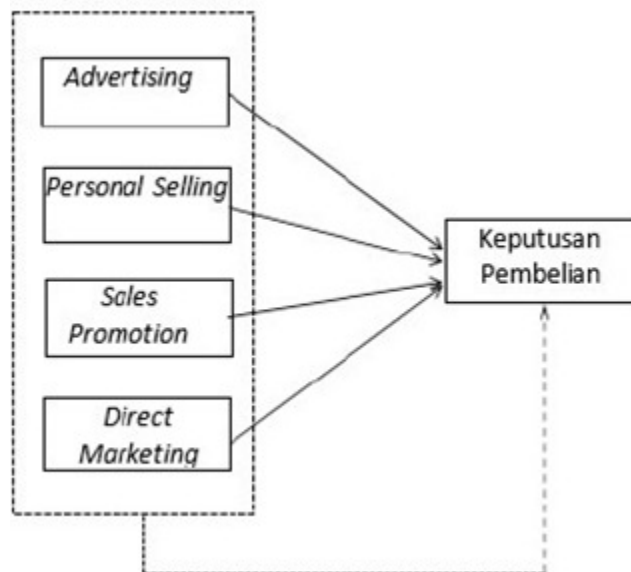 Advertising
Personal Selling
Sales
Promotion
Direct
Marketing
Keputusan
Pembelian